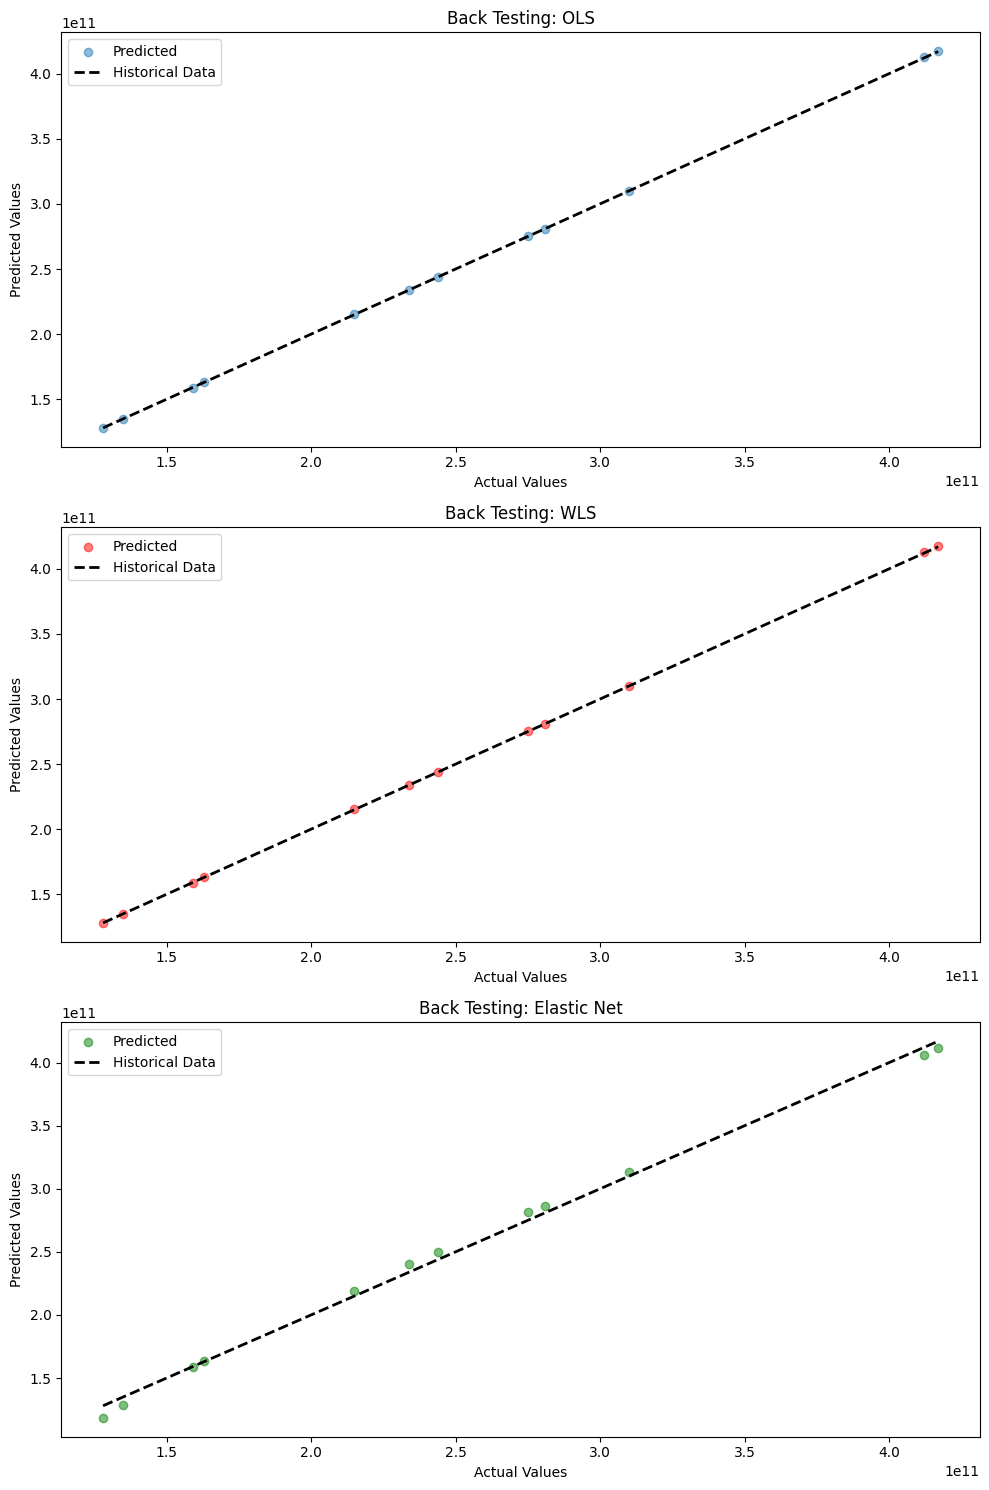 Back Testing: OLS
1e11
Predicted
Historical Data
4.0
3.5
3.0
2.5
2.0
1.5
Predicted Values
1.5 2.0 2.5 3.0 3.5 4.0
1e11
Actual Values
Back Testing: WLS
1e11
Predicted
Historical Data
4.0
3.5
3.0
2.5
2.0
1.5
Predicted Values
1.5 2.0 2.5 3.0 3.5 4.0
1e11
Actual Values
Back Testing: Elastic Net
1e11
Predicted
Historical Data
4.0
3.5
3.0
2.5
2.0
1.5
Predicted Values
1.5 2.0 2.5 3.0 3.5 4.0
1e11
Actual Values